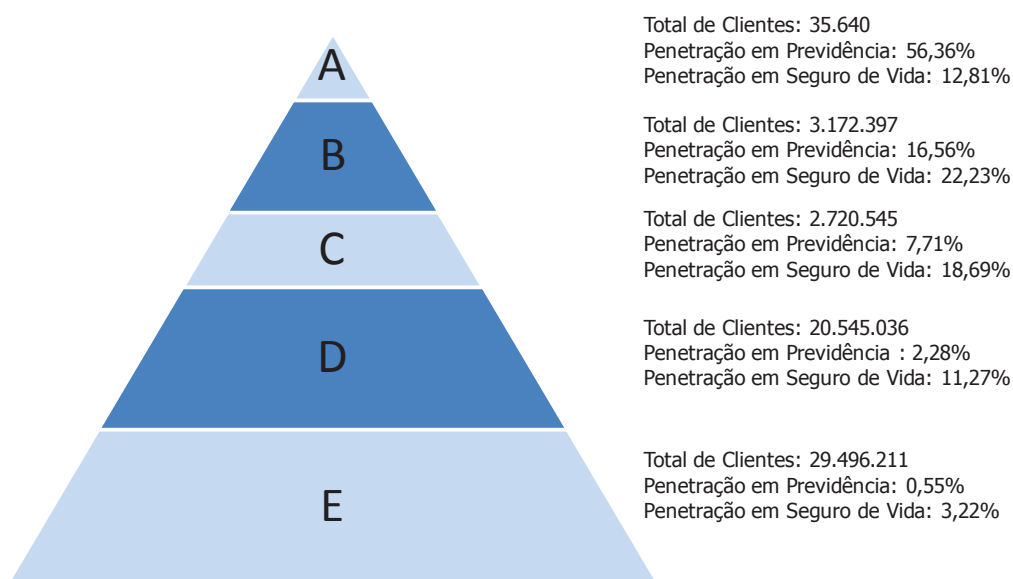 A
Total de Clientes: 35.640
Penetração em Previdência: 56,36%
Penetração em Seguro de Vida: 12,81%
B
Total de Clientes: 3.172.397
Penetração em Previdência: 16,56%
Penetração em Seguro de Vida: 22,23%
C
Total de Clientes: 2.720.545
Penetração em Previdência: 7,71%
Penetração em Seguro de Vida: 18,69%
D
Total de Clientes: 20.545.036
Penetração em Previdência : 2,28%
Penetração em Seguro de Vida: 11,27%
E
Total de Clientes: 29.496.211
Penetração em Previdência: 0,55%
Penetração em Seguro de Vida: 3,22%